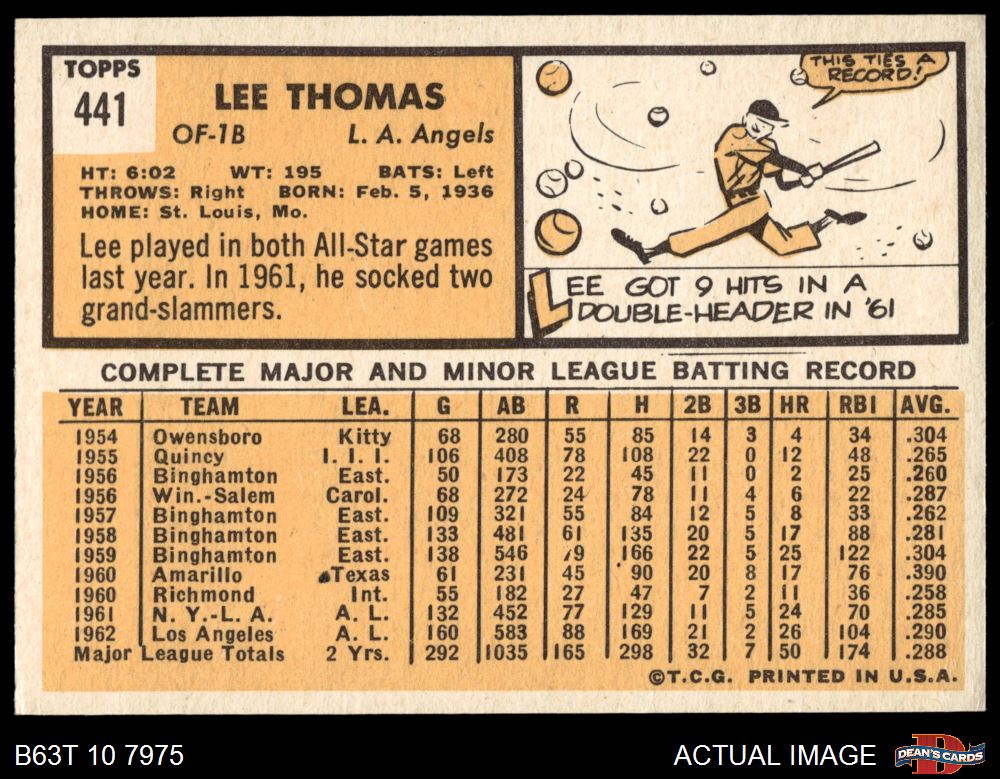 TOPPS
441
LEE THOMAS
OF-1B L. A. Angels
HT: 6:02 WT: 195 BATS: Left
THROWS: Right BORN: Feb. 5, 1936
HOME: St. Louis, Mo.
Lee played in both All-Star games
last year. In 1961, he socked two
grand-slammers.
THIS TIES A
RECORD!
LEE GOT 9 HITS IN A
DOUBLE-HEADER IN '61
COMPLETE MAJOR AND MINOR LEAGUE BATTING RECORD
YEAR TEAM LEA. G AB R H 2B 3B HR RBI AVG.
1954 Owensboro Kitty 68 280 55 85 14 3 4 34 .304
1955 Quincy I. I. I. 106 408 78 108 22 0 12 48 .265
1956 Binghamton East. 50 173 22 45 11 0 2 25 .260
1956 Win.-Salem Carol. 68 272 24 78 11 4 6 22 .287
1957 Binghamton East. 109 321 55 84 12 5 8 33 .262
1958 Binghamton East. 133 481 61 135 20 5 17 88 .281
1959 Binghamton East. 138 546 79 166 22 5 25 122 .304
1960 Amarillo Texas 61 231 45 90 20 8 17 76 .390
1960 Richmond Int. 55 182 27 47 7 2 11 36 .258
1961 N. Y.-L. A. A. L. 132 452 77 129 11 5 24 70 .285
1962 Los Angeles A. L. 160 583 88 169 21 2 26 104 .290
Major League Totals 2 Yrs. 292 1035 165 298 32 7 50 174 .288
©T.C.G. PRINTED IN U.S.A.
B63T 10 7975 ACTUAL IMAGE DEAN'S CARDS